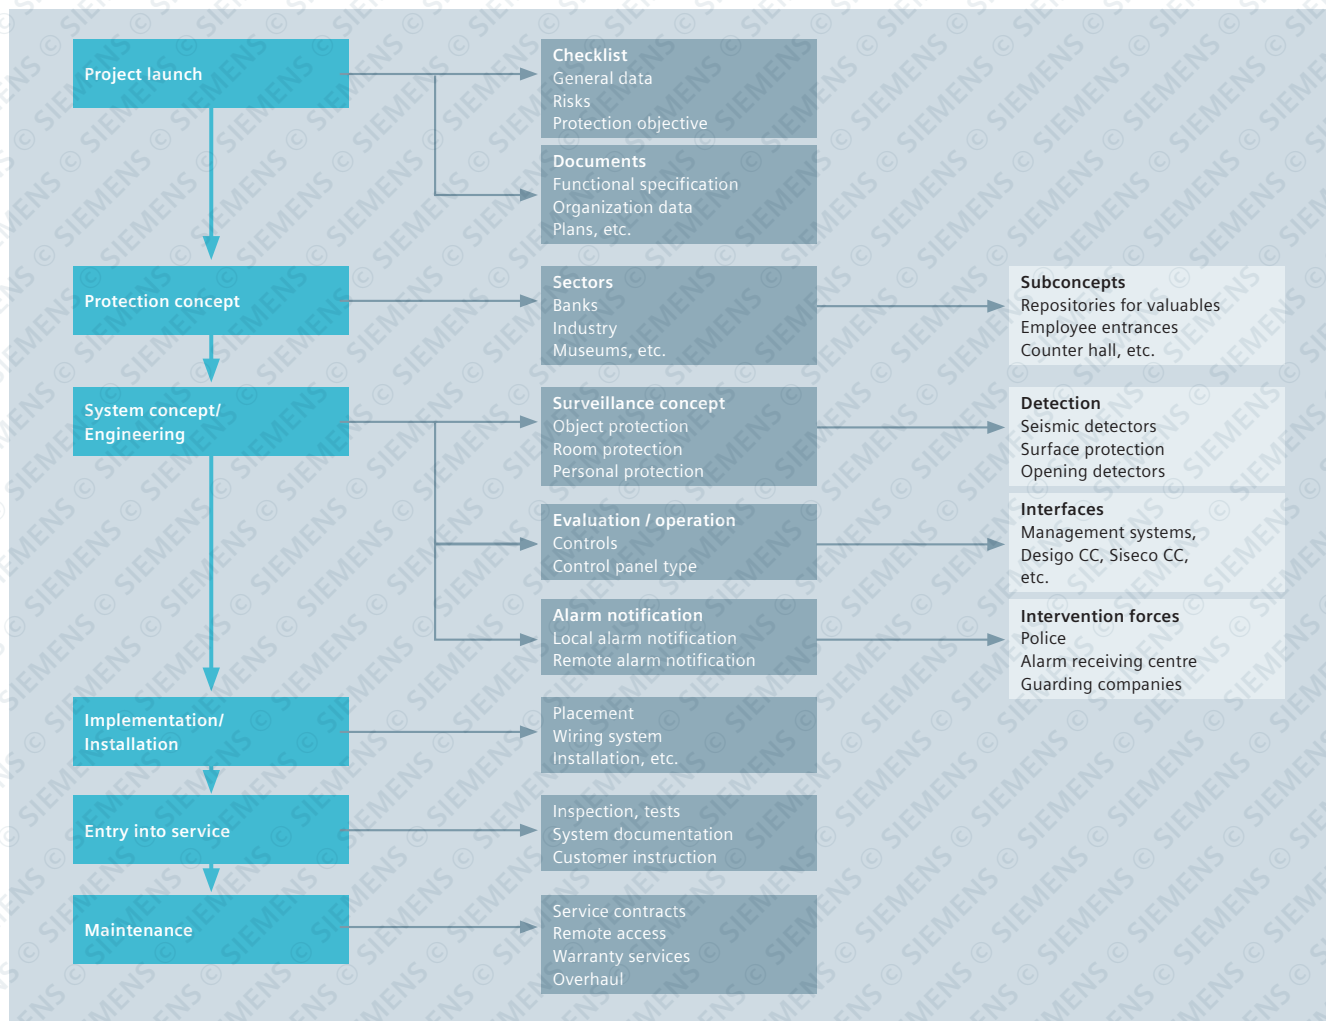 Project launch
Checklist
General data
Risks
Protection objective
Documents
Functional specification
Organization data
Plans, etc.
Protection concept
Sectors
Banks
Industry
Museums, etc.
Subconcepts
Repositories for valuables
Employee entrances
Counter hall, etc.
System concept/
Engineering
Surveillance concept
Object protection
Room protection
Personal protection
Detection
Seismic detectors
Surface protection
Opening detectors
Evaluation / operation
Controls
Control panel type
Interfaces
Management systems,
Desigo CC, Siseco CC,
etc.
Alarm notification
Local alarm notification
Remote alarm notification
Intervention forces
Police
Alarm receiving centre
Guarding companies
Implementation/
Installation
Placement
Wiring system
Installation, etc.
Entry into service
Inspection, tests
System documentation
Customer instruction
Maintenance
Service contracts
Remote access
Warranty services
Overhaul
© SIEMENS